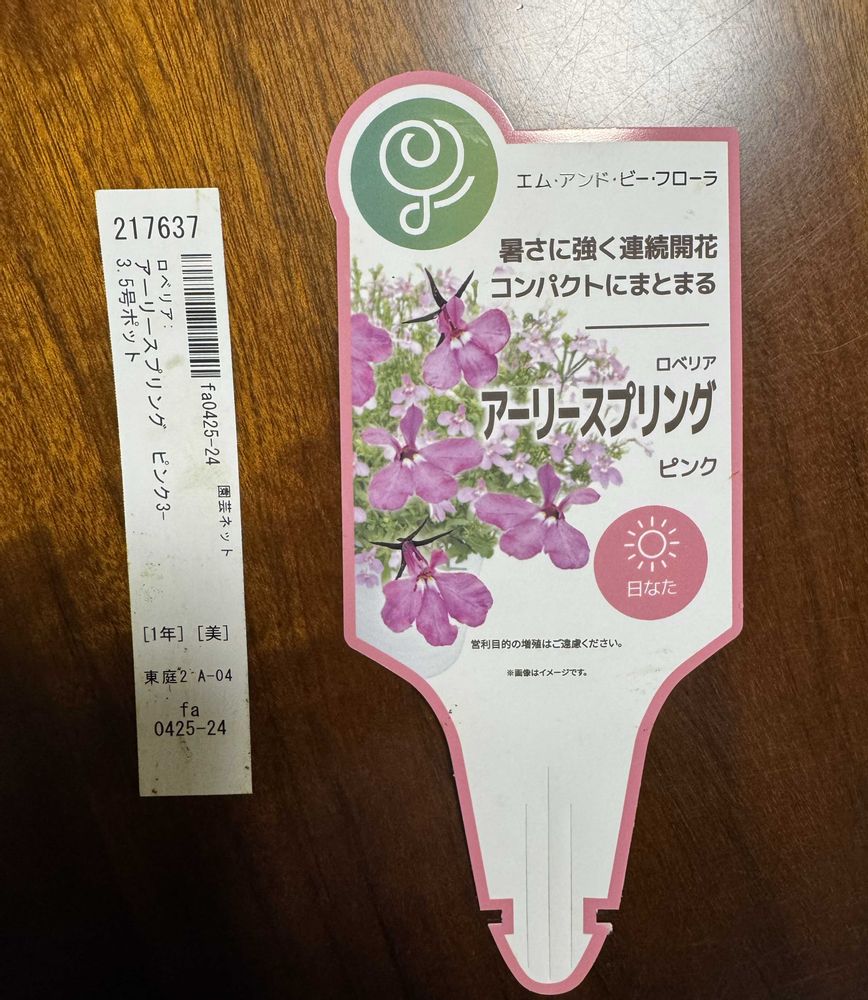 217637
fa0425-24　園芸ネット
ロベリア:
アーリースプリング　ピンク3-
3.5号ポット
[1年] [美]
東庭2 A-04
fa
0425-24
エム・アンド・ビー・フローラ
暑さに強く連続開花
コンパクトにまとまる
ロベリア
アーリースプリング
ピンク
日なた
営利目的の増殖はご遠慮ください。
※画像はイメージです。